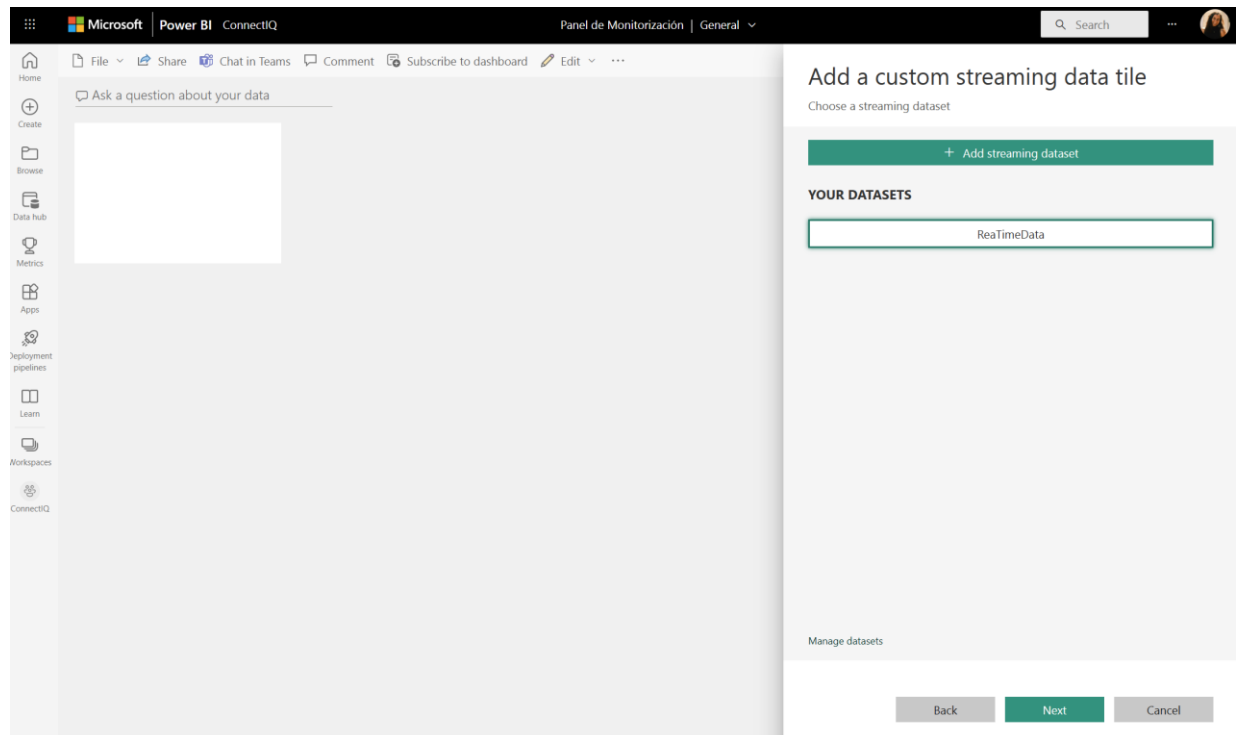 Microsoft Power BI ConnectIQ
Panel de Monitorización | General
Search
Home
Create
Browse
Data hub
Metrics
Apps
Deployment
pipelines
Learn
Workspaces
ConnectIQ
File Share Chat in Teams Comment Subscribe to dashboard Edit
Ask a question about your data
Add a custom streaming data tile
Choose a streaming dataset
+ Add streaming dataset
YOUR DATASETS
ReaTimeData
Manage datasets
Back Next Cancel